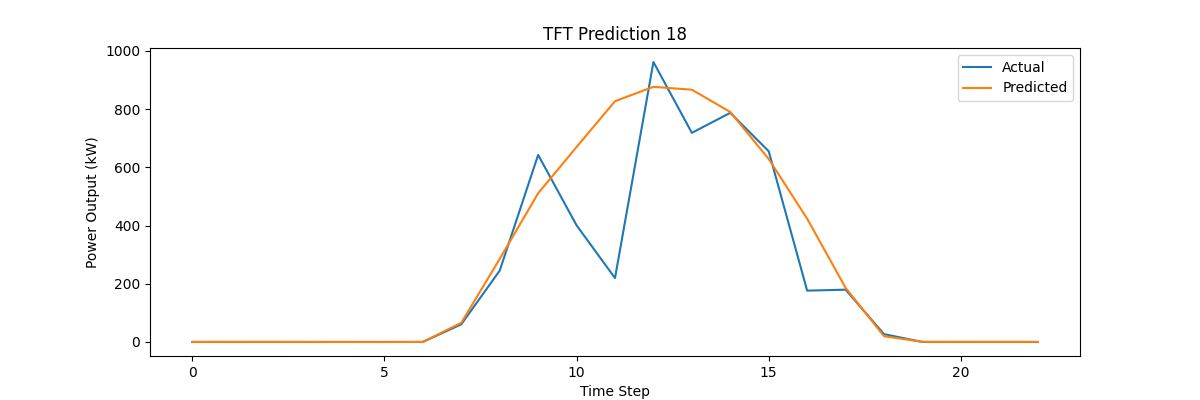 TFT Prediction 18
1000
800
600
400
200
0
Power Output (kW)
0 5 10 15 20
Time Step
Actual
Predicted